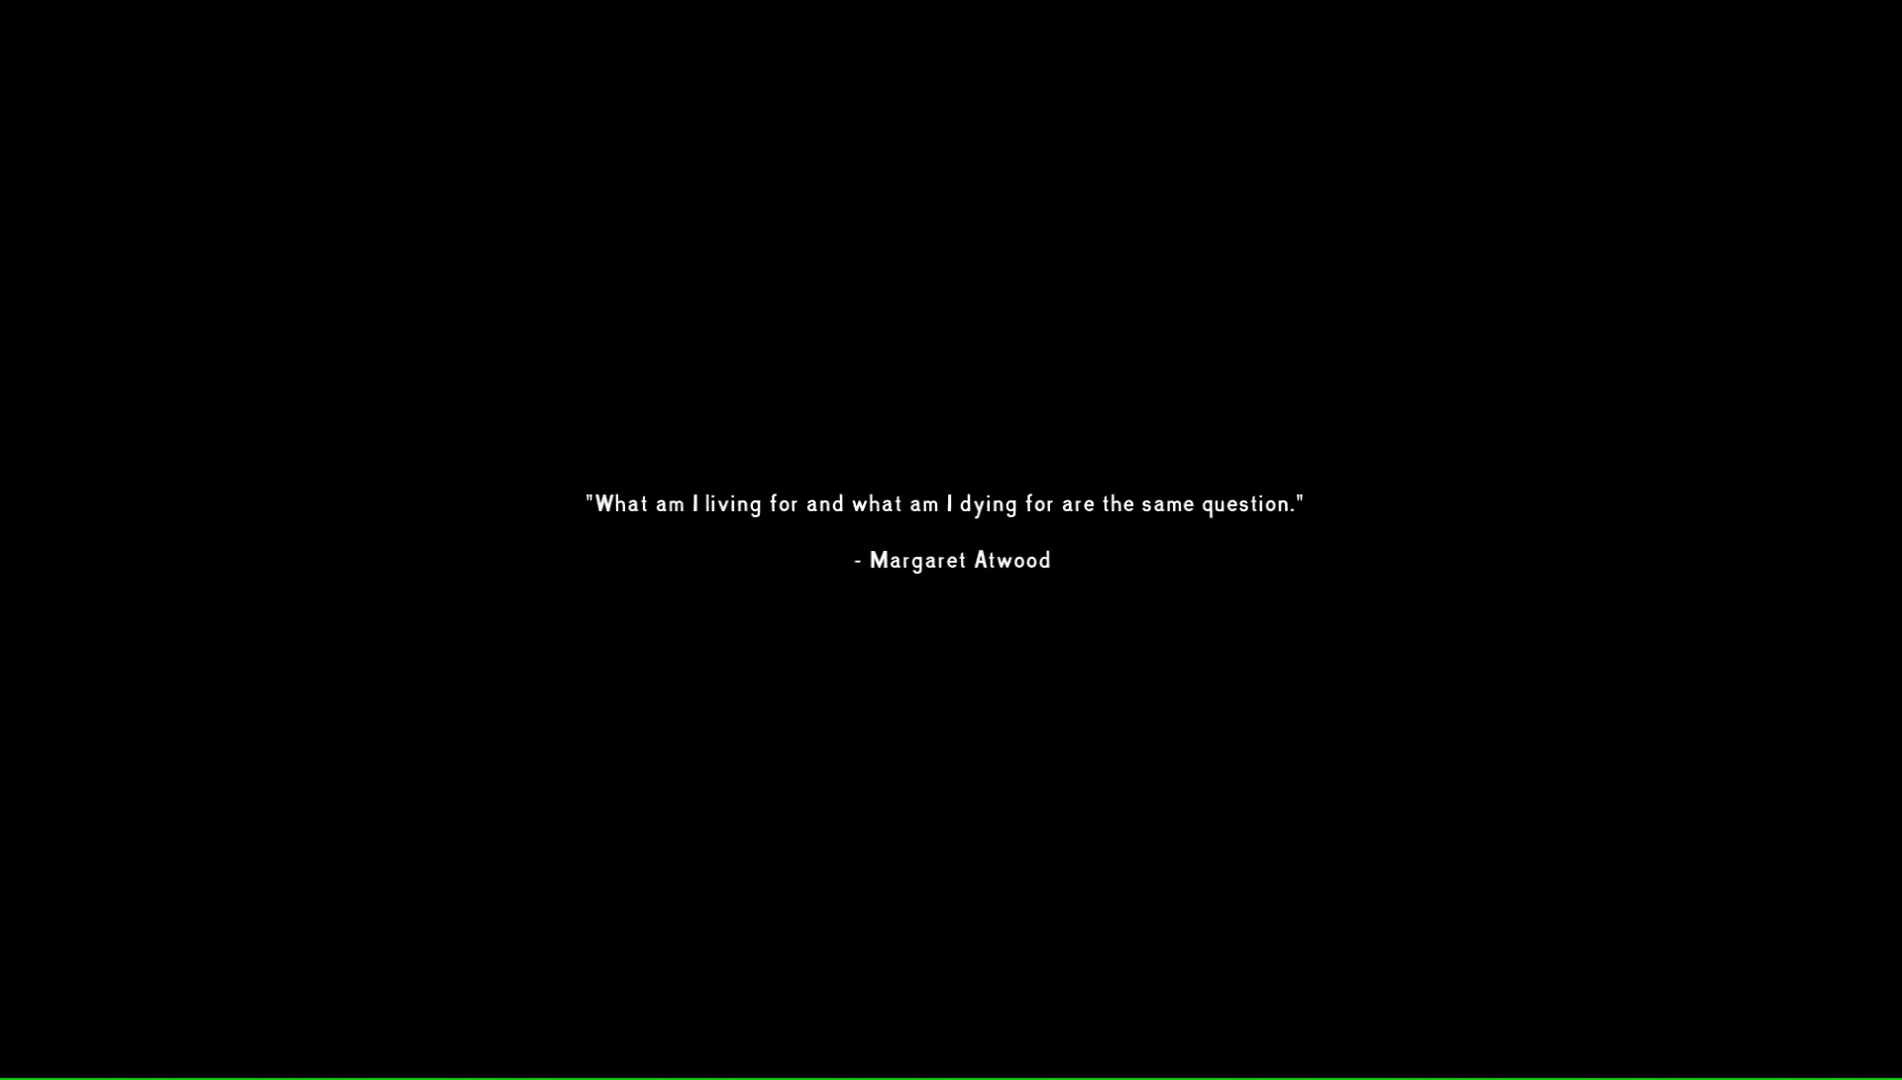 "What am I living for and what am I dying for are the same question."
- Margaret Atwood